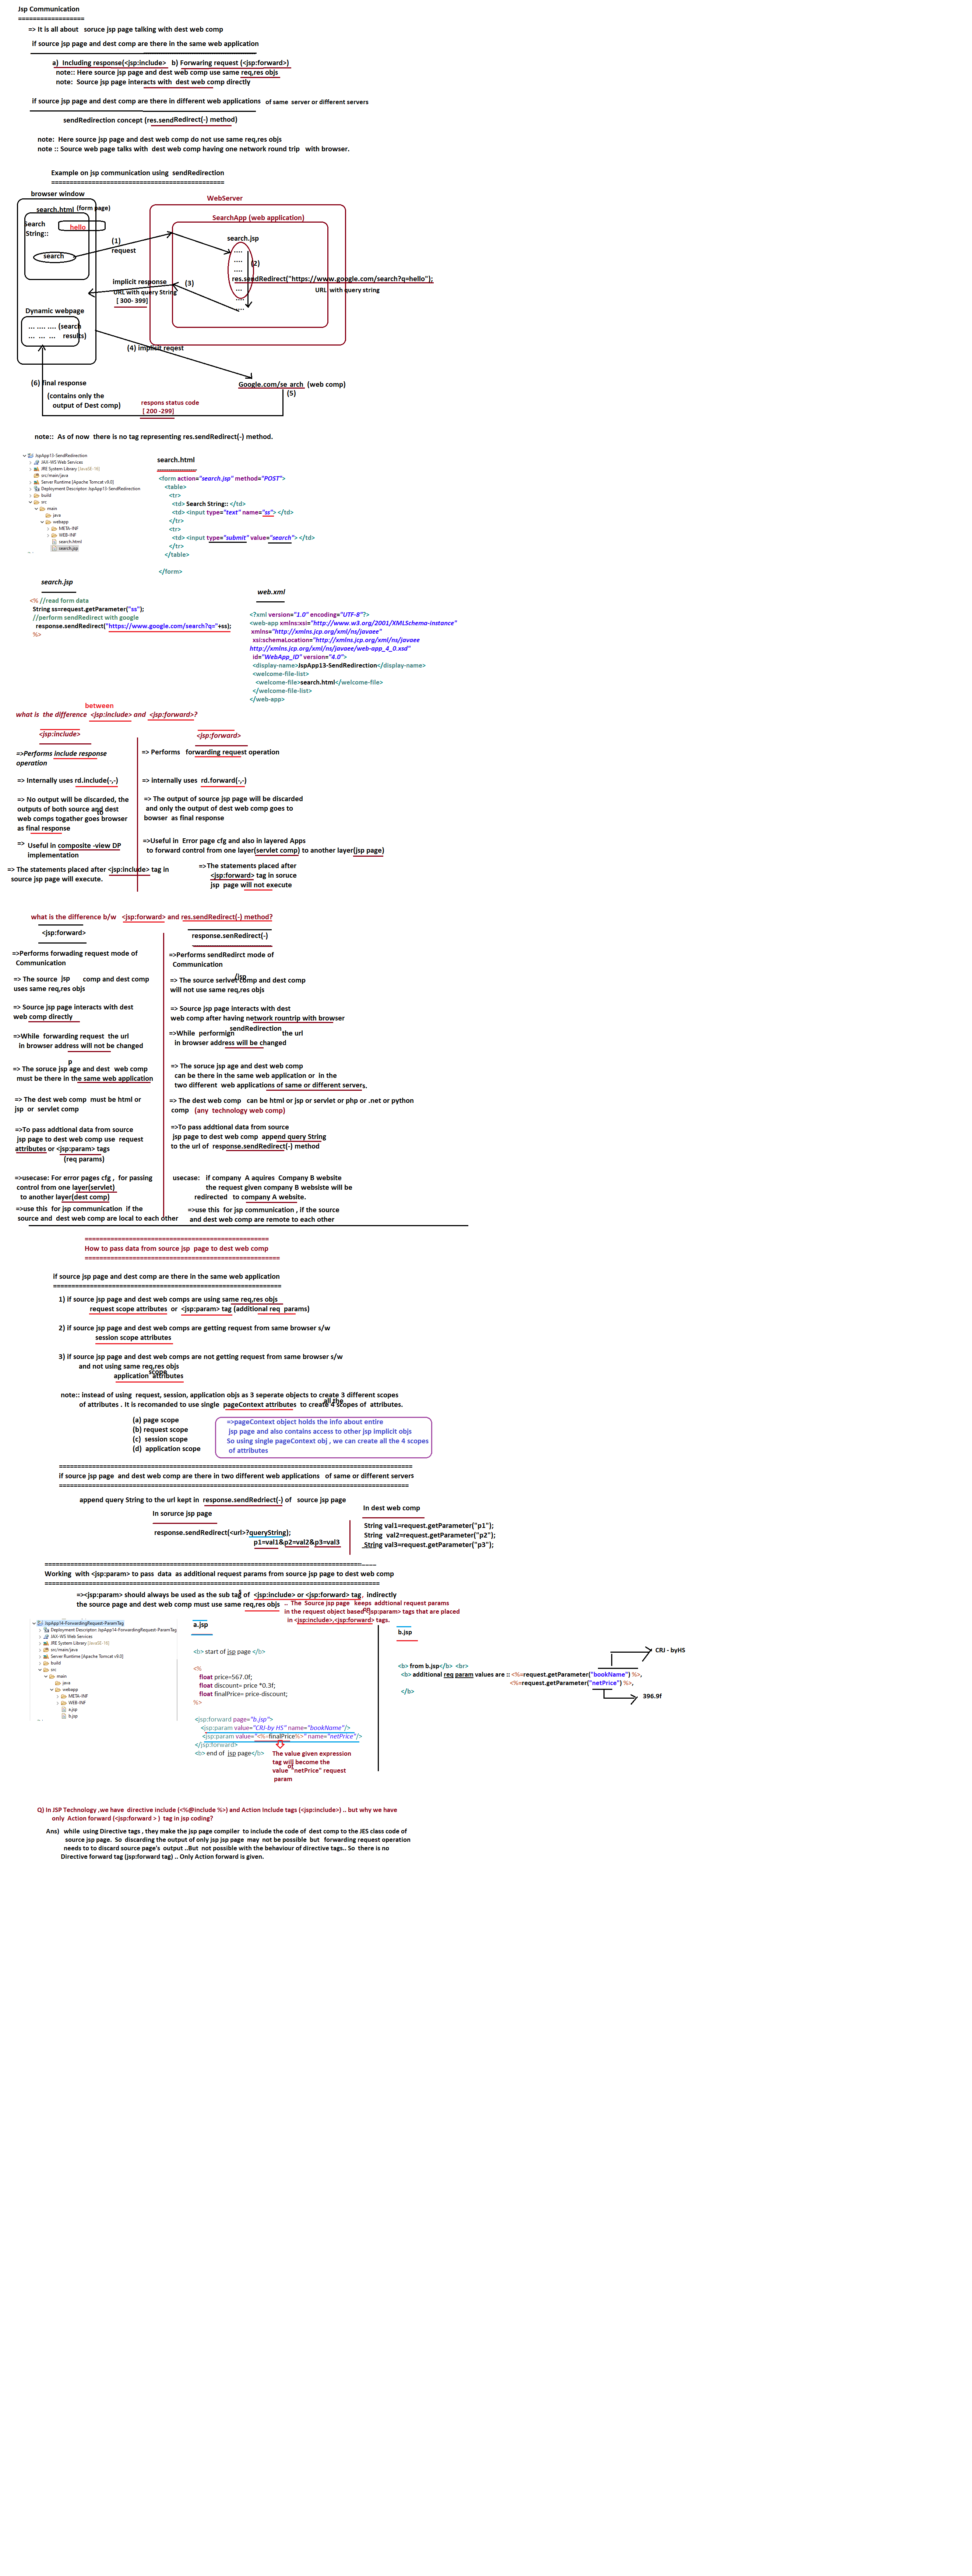 Jsp Communication
==================
=> It is all about soruce jsp page talking with dest web comp
if source jsp page and dest comp are there in the same web application
a) Including response(<jsp:include> b) Forwaring request (<jsp:forward>)
note:: Here source jsp page and dest web comp use same req,res objs
note: Source jsp page interacts with dest web comp directly
if source jsp page and dest comp are there in different web applications of same server or different servers
sendRedirection concept (res.sendRedirect(-) method)
note: Here source jsp page and dest web comp do not use same req,res objs
note :: Source web page talks with dest web comp having one network round trip with browser.
Example on jsp communication using sendRedirection
===============================================
browser window
WebServer
search.html (form page)
SearchApp (web application)
Search
String::
hello
search
(1)
request
search.jsp
....
....
....
(2)
res.sendRedirect("https://www.google.com/search?q=hello");
URL with query string
...
....
....
implicit response
(3)
URL with query String
[ 300- 399]
Dynamic webpage
... .... .... (search
... ... ... results)
(4) implicit reqest
(6) final response
(contains only the
output of Dest comp)
Google.com/se arch (web comp)
(5)
respons status code
[ 200 -299]
note:: As of now there is no tag representing res.sendRedirect(-) method.
JspApp13-SendRedirection
JAX-WS Web Services
JRE System Library [JavaSE-16]
src/main/java
Server Runtime [Apache Tomcat v9.0]
Deployment Descriptor: JspApp13-SendRedirection
build
src
main
java
webapp
META-INF
WEB-INF
search.html
search.jsp
search.html
==============
<form action="search.jsp" method="POST">
<table>
<tr>
<td> Search String:: </td>
<td> <input type="text" name="ss"> </td>
</tr>
<tr>
<td> <input type="submit" value="search"> </td>
</tr>
</table>
</form>
search.jsp
<% //read form data
String ss=request.getParameter("ss");
//perform sendRedirect with google
response.sendRedirect("https://www.google.com/search?q="+ss);
%>
web.xml
<?xml version="1.0" encoding="UTF-8"?>
<web-app xmlns:xsi="http://www.w3.org/2001/XMLSchema-instance"
xmlns="http://xmlns.jcp.org/xml/ns/javaee"
xsi:schemaLocation="http://xmlns.jcp.org/xml/ns/javaee
http://xmlns.jcp.org/xml/ns/javaee/web-app_4_0.xsd"
id="WebApp_ID" version="4.0">
<display-name>JspApp13-SendRedirection</display-name>
<welcome-file-list>
<welcome-file>search.html</welcome-file>
</welcome-file-list>
</web-app>
between
what is the difference <jsp:include> and <jsp:forward>?
<jsp:include>
=>Performs include response
operation
=> Internally uses rd.include(-,-)
=> No output will be discarded, the
outputs of both source and dest
web comps togather goes browser
to
as final response
=> Useful in composite -view DP
implementation
=> The statements placed after <jsp:include> tag in
source jsp page will execute.
<jsp:forward>
=> Performs forwarding request operation
=> internally uses rd.forward(-,-)
=> The output of source jsp page will be discarded
and only the output of dest web comp goes to
bowser as final response
=>Useful in Error page cfg and also in layered Apps
to forward control from one layer(servlet comp) to another layer(jsp page)
=>The statements placed after
<jsp:forward> tag in soruce
jsp page will not execute
what is the difference b/w <jsp:forward> and res.sendRedirect(-) method?
<jsp:forward>
=>Performs forwading request mode of
Communication
=> The source jsp comp and dest comp
uses same req,res objs
=> Source jsp page interacts with dest
web comp directly
=>While forwarding request the url
in browser address will not be changed
p
=> The soruce jsp age and dest web comp
must be there in the same web application
=> The dest web comp must be html or
jsp or servlet comp
=>To pass addtional data from source
jsp page to dest web comp use request
attributes or <jsp:param> tags
(req params)
=>usecase: For error pages cfg , for passing
control from one layer(servlet)
to another layer(dest comp)
=>use this for jsp communication if the
source and dest web comp are local to each other
response.senRedirect(-)
=>Performs sendRedirct mode of
Communication
(jsp
=> The source serlvet comp and dest comp
will not use same req,res objs
=> Source jsp page interacts with dest
web comp after having network rountrip with browser
sendRedirection
=>While performign the url
in browser address will be changed
=> The soruce jsp age and dest web comp
can be there in the same web application or in the
two different web applications of same or different servers.
=> The dest web comp can be html or jsp or servlet or php or .net or python
comp (any technology web comp)
=>To pass addtional data from source
jsp page to dest web comp append query String
to the url of response.sendRedirect(-) method
usecase: if company A aquires Company B website
the request given company B websiste will be
redirected to company A website.
=>use this for jsp communication , if the source
and dest web comp are remote to each other
==================================================
How to pass data from source jsp page to dest web comp
=====================================================
if source jsp page and dest comp are there in the same web application
==============================================================
1) if source jsp page and dest web comps are using same req,res objs
request scope attributes or <jsp:param> tag (additional req params)
2) if source jsp page and dest web comps are getting request from same browser s/w
session scope attributes
3) if source jsp page and dest web comps are not getting request from same browser s/w
and not using same req,res objs
scope
application attributes
note:: instead of using request, session, application objs as 3 seperate objects to create 3 different scopes
all the
of attributes . It is recomanded to use single pageContext attributes to create 4 scopes of attributes.
(a) page scope
(b) request scope
(c) session scope
(d) application scope
=>pageContext object holds the info about entire
jsp page and also contains access to other jsp implicit objs
So using single pageContext obj , we can create all the 4 scopes
of attributes
================================================================================================
if source jsp page and dest web comp are there in two different web applications of same or different servers
===============================================================================================
append query String to the url kept in response.sendRedriect(-) of source jsp page
In sorurce jsp page
response.sendRedirect(<url>?queryString);
p1=val1&p2=val2&p3=val3
In dest web comp
String val1=request.getParameter("p1");
String val2=request.getParameter("p2");
String val3=request.getParameter("p3");
==========================================================================================
Working with <jsp:param> to pass data as additional request params from source jsp page to dest web comp
===========================================================================================
s
=><jsp:param> should always be used as the sub tag of <jsp:include> or <jsp:forward> tag. indirectly
the source page and dest web comp must use same req,res objs
... The Source jsp page keeps addtional request params
on
in the request object based <jsp:param> tags that are placed
in <jsp:include>,<jsp:forward> tags.
JspApp14-ForwardingRequest-ParamTag
Deployment Descriptor: JspApp14-ForwardingRequest-ParamTag
JAX-WS Web Services
JRE System Library [JavaSE-16]
src/main/java
Server Runtime [Apache Tomcat v9.0]
build
src
main
java
webapp
META-INF
WEB-INF
a.jsp
b.jsp
a.jsp
<b> start of jsp page </b>
<%
float price=567.0f;
float discount= price *0.3f;
float finalPrice= price-discount;
%>
<jsp:forward page="b.jsp">
<jsp:param value="CRJ-by HS" name="bookName"/>
<jsp:param value="<%=finalPrice%>" name="netPrice"/>
</jsp:forward>
<b> end of jsp page</b>
The value given expression
tag will become the
of
value "netPrice" request
param
b.jsp
<b> from b.jsp</b> <br>
<b> additional req param values are :: <%=request.getParameter("bookName") %>,
<%=request.getParameter("netPrice") %>,
</b>
CRJ - byHS
396.9f
Q) In JSP Technology ,we have directive include (<%@include %>) and Action Include tags (<jsp:include>) .. but why we have
only Action forward (<jsp:forward > ) tag in jsp coding?
Ans) while using Directive tags , they make the jsp page compiler to include the code of dest comp to the JES class code of
source jsp page. So discarding the output of only jsp jsp page may not be possible but forwarding request operation
needs to to discard source page's output ..But not possible with the behaviour of directive tags.. So there is no
Directive forward tag (jsp:forward tag) .. Only Action forward is given.